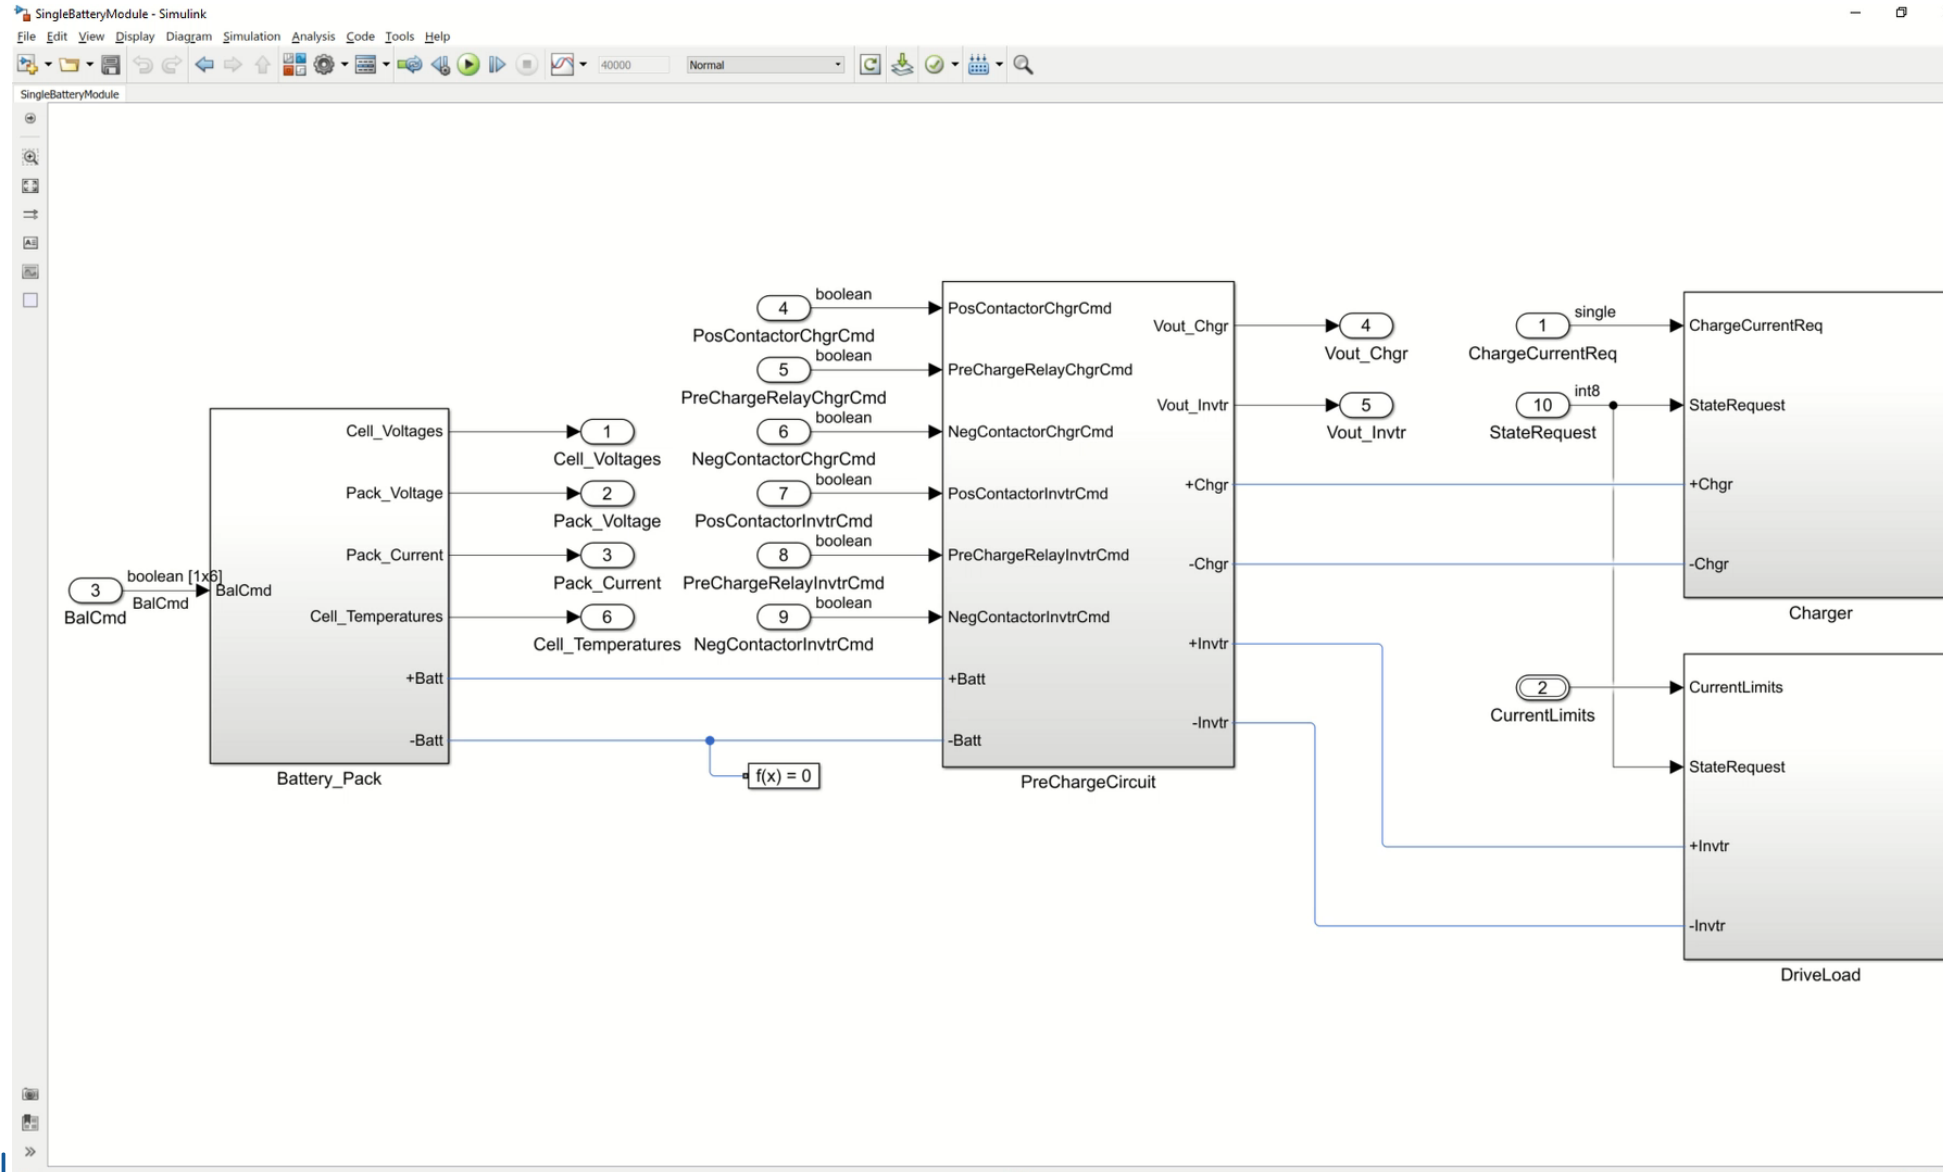 SingleBatteryModule - Simulink
File Edit View Display Diagram Simulation Analysis Code Tools Help
40000 Normal
SingleBatteryModule
3
boolean [1x6]
BalCmd
BalCmd
BalCmd
Cell_Voltages
Pack_Voltage
Pack_Current
Cell_Temperatures
+Batt
-Batt
Battery_Pack
1
Cell_Voltages
2
Pack_Voltage
3
Pack_Current
6
Cell_Temperatures
f(x) = 0
4
boolean
PosContactorChgrCmd
5
boolean
PreChargeRelayChgrCmd
6
boolean
NegContactorChgrCmd
7
boolean
PosContactorInvtrCmd
8
boolean
PreChargeRelayInvtrCmd
9
boolean
NegContactorInvtrCmd
PosContactorChgrCmd
PreChargeRelayChgrCmd
NegContactorChgrCmd
PosContactorInvtrCmd
PreChargeRelayInvtrCmd
NegContactorInvtrCmd
+Batt
-Batt
Vout_Chgr
Vout_Invtr
+Chgr
-Chgr
+Invtr
-Invtr
PreChargeCircuit
4
Vout_Chgr
5
Vout_Invtr
1
single
ChargeCurrentReq
10
int8
StateRequest
ChargeCurrentReq
StateRequest
+Chgr
-Chgr
Charger
2
CurrentLimits
CurrentLimits
StateRequest
+Invtr
-Invtr
DriveLoad